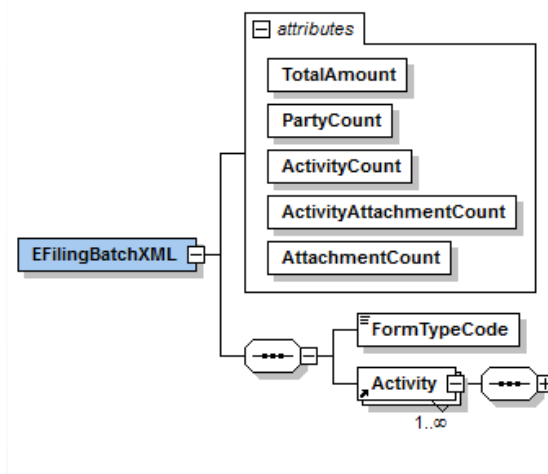 attributes
TotalAmount
PartyCount
ActivityCount
ActivityAttachmentCount
AttachmentCount
EFilingBatchXML
FormTypeCode
Activity
1..∞